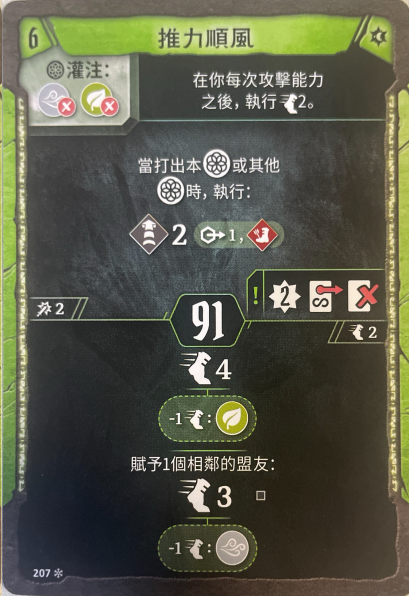 6
推力順風
灌注：
在你每次攻擊能力
之後，執行 2。
當打出本 或其他
時，執行：
2 1，
2
91
! 2
2
4
-1 ：
賦予1個相鄰的盟友：
3
-1 ：
207